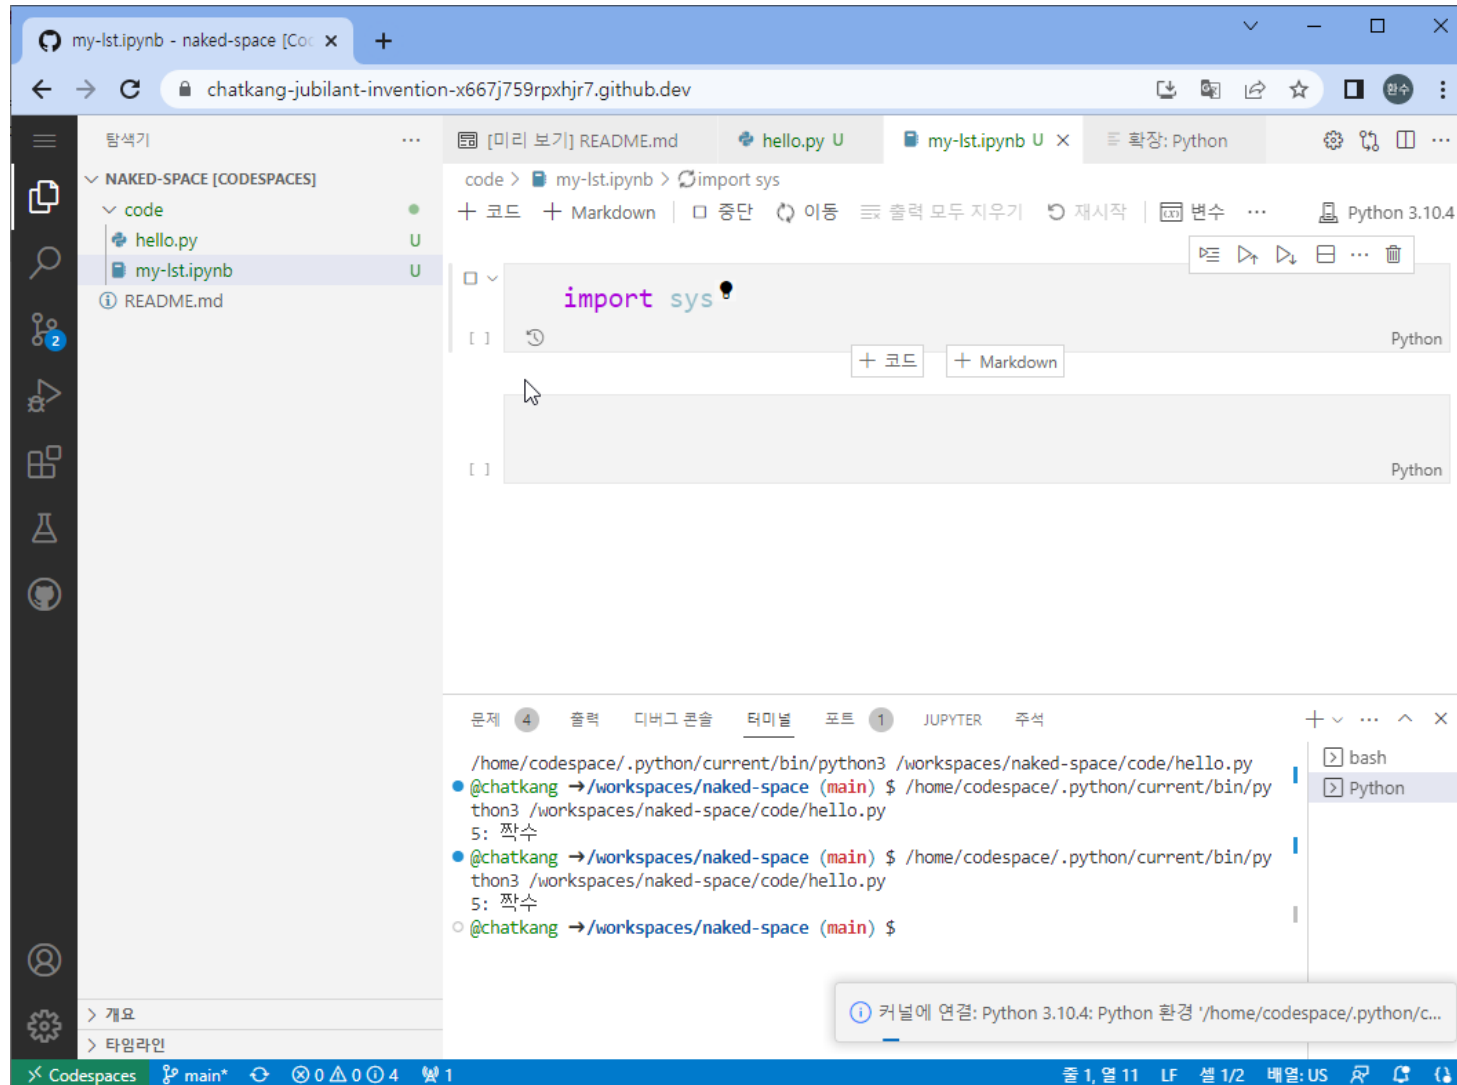 my-lst.ipynb - naked-space [Coc
chatkang-jubilant-invention-x667j759rpxhjr7.github.dev
환수
탐색기
[미리 보기] README.md
hello.py U
my-lst.ipynb U
확장: Python
NAKED-SPACE [CODESPACES]
code > my-lst.ipynb > import sys
code
+ 코드 + Markdown 중단 이동 출력 모두 지우기 재시작 변수 ... Python 3.10.4
hello.py U
my-lst.ipynb U
README.md
import sys
[ ]
Python
+ 코드
+ Markdown
[ ]
Python
2
문제 4 출력 디버그 콘솔 터미널 포트 1 JUPYTER 주석
/home/codespace/.python/current/bin/python3 /workspaces/naked-space/code/hello.py
@chatkang →/workspaces/naked-space (main) $ /home/codespace/.python/current/bin/py
thon3 /workspaces/naked-space/code/hello.py
5: 짝수
@chatkang →/workspaces/naked-space (main) $ /home/codespace/.python/current/bin/py
thon3 /workspaces/naked-space/code/hello.py
5: 짝수
@chatkang →/workspaces/naked-space (main) $
bash
Python
커널에 연결: Python 3.10.4: Python 환경 '/home/codespace/.python/c...
개요
타임라인
Codespaces main* 0 0 4 1 줄 1, 열 11 LF 셀 1/2 배열: US